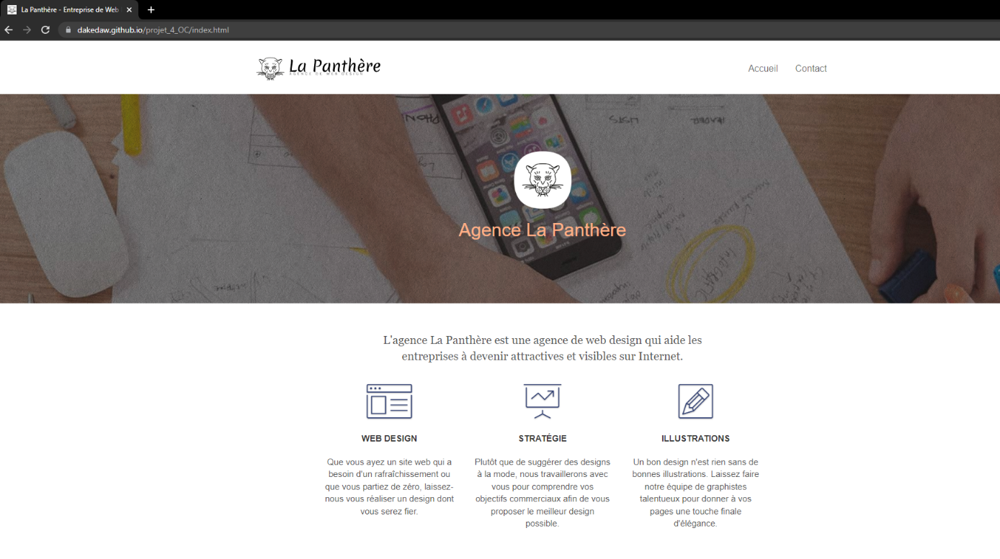 La Panthère - Entreprise de Web
dakedaw.github.io/projet_4_OC/index.html
La Panthère
AGENCE DE WEB DESIGN
Accueil
Contact
LISTS
Agence La Panthère
L'agence La Panthère est une agence de web design qui aide les
entreprises à devenir attractives et visibles sur Internet.
WEB DESIGN
Que vous ayez un site web qui a
besoin d'un rafraîchissement ou
que vous partiez de zéro, laissez-
nous vous réaliser un design dont
vous serez fier.
STRATÉGIE
Plutôt que de suggérer des designs
à la mode, nous travaillerons avec
vous pour comprendre vos
objectifs commerciaux afin de vous
proposer le meilleur design
possible.
ILLUSTRATIONS
Un bon design n'est rien sans de
bonnes illustrations. Laissez faire
notre équipe de graphistes
talentueux pour donner à vos
pages une touche finale
d'élégance.